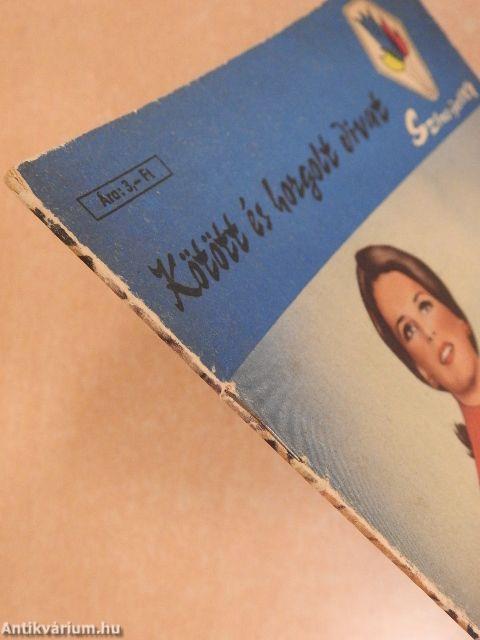 Ára: 3,– Ft
Kötött és horgolt divat
Antikvárium.hu